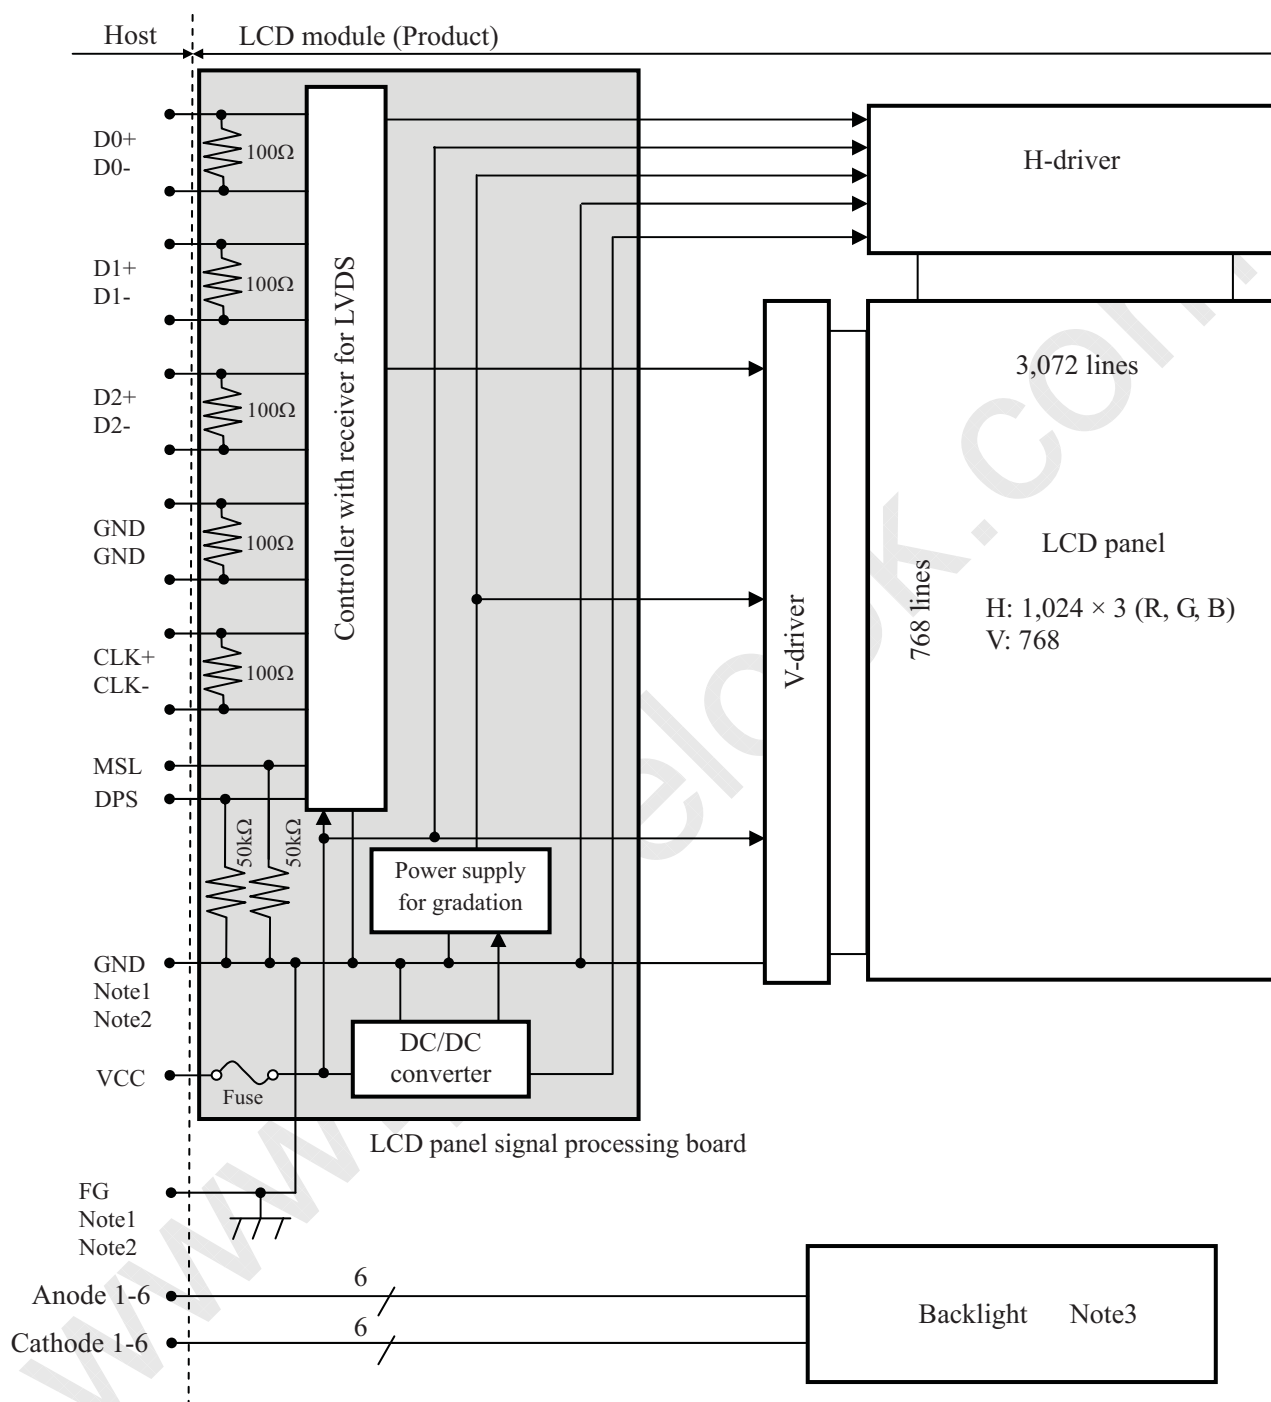 Host
LCD module (Product)
D0+
D0-
100Ω
H-driver
D1+
D1-
100Ω
Controller with receiver for LVDS
3,072 lines
D2+
D2-
100Ω
GND
GND
100Ω
LCD panel
768 lines
H: 1,024 × 3 (R, G, B)
V: 768
V-driver
CLK+
CLK-
100Ω
MSL
DPS
50kΩ
50kΩ
Power supply
for gradation
GND
Note1
Note2
DC/DC
converter
VCC
Fuse
LCD panel signal processing board
FG
Note1
Note2
Anode 1-6
6
Backlight Note3
Cathode 1-6
6